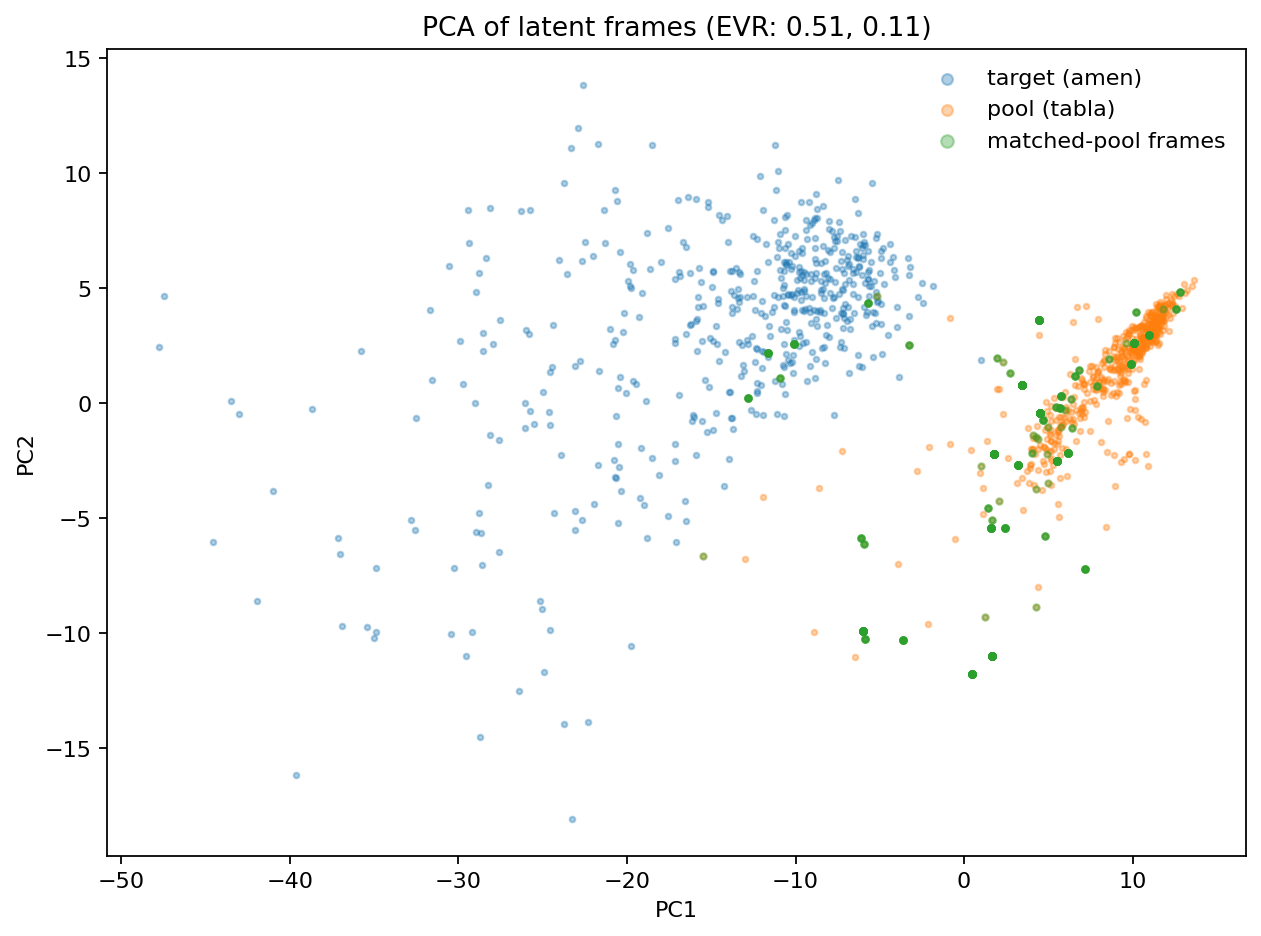 PCA of latent frames (EVR: 0.51, 0.11)
target (amen)
pool (tabla)
matched-pool frames
15
10
5
0
−5
−10
−15
PC2
−50
−40
−30
−20
−10
0
10
PC1